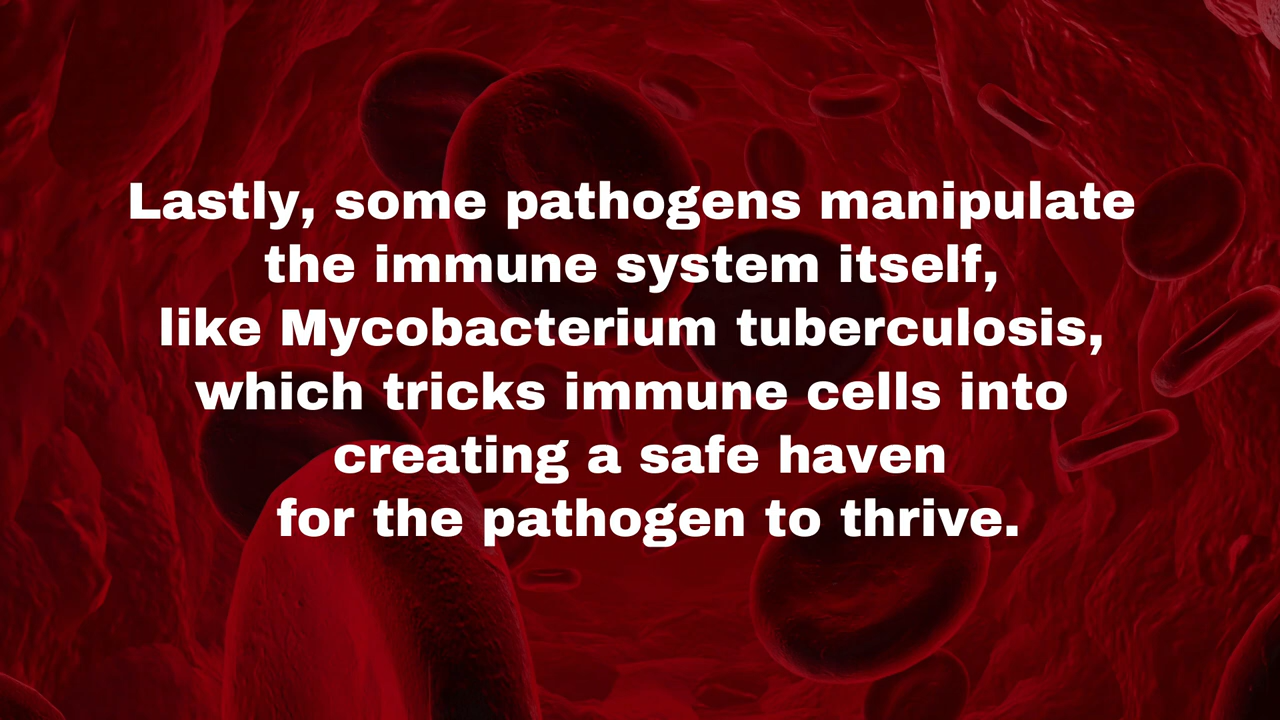 Lastly, some pathogens manipulate
the immune system itself,
like Mycobacterium tuberculosis,
which tricks immune cells into
creating a safe haven
for the pathogen to thrive.